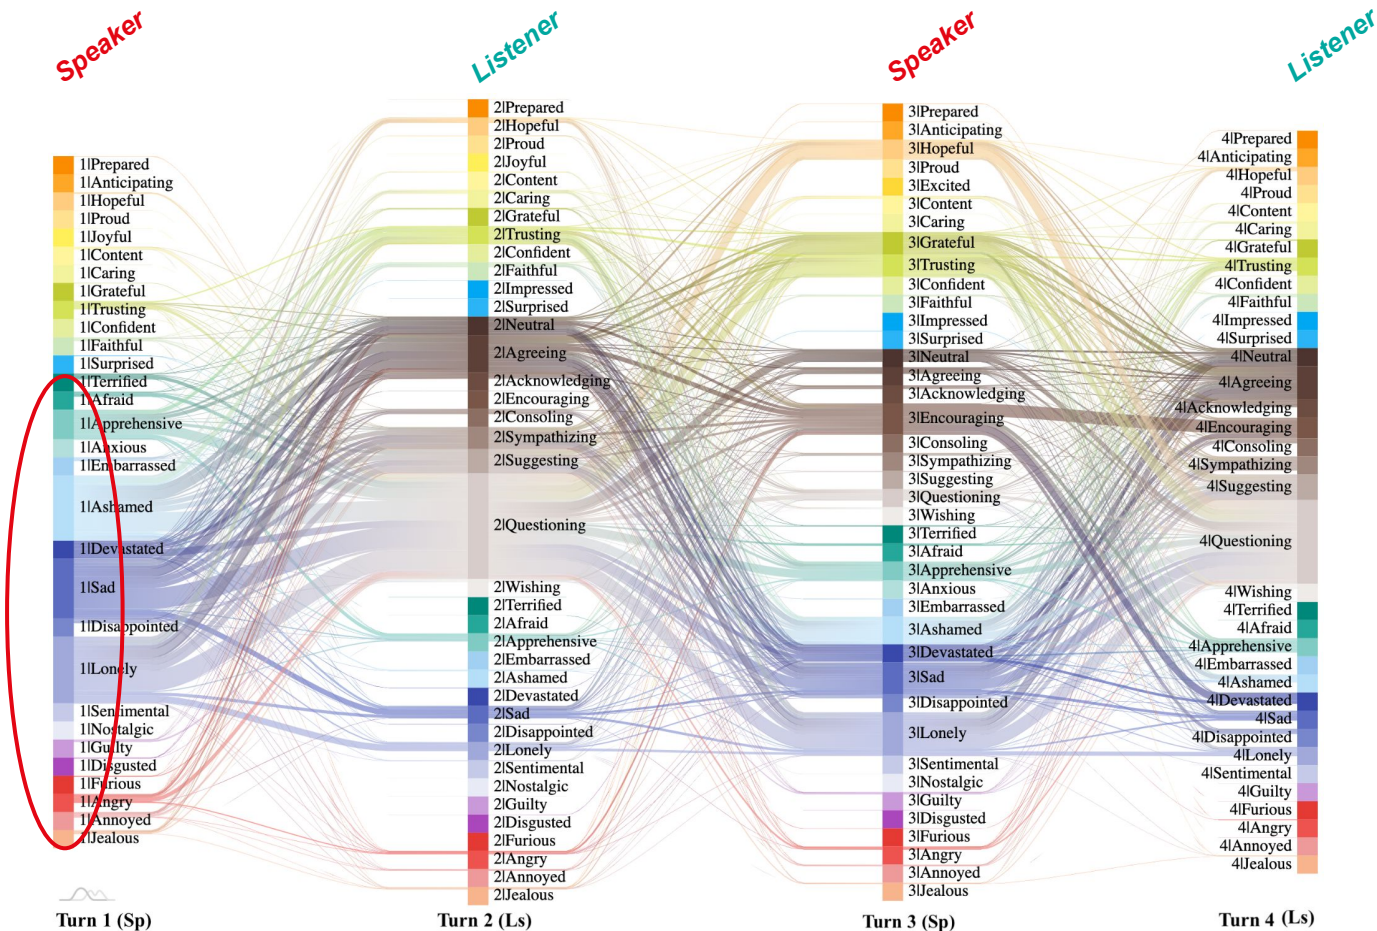 Speaker
Listener
Speaker
Listener
1|Prepared
1|Anticipating
1|Hopeful
1|Proud
1|Joyful
1|Content
1|Caring
1|Grateful
1|Trusting
1|Confident
1|Faithful
1|Surprised
1|Terrified
1|Afraid
1|Apprehensive
1|Anxious
1|Embarrassed
1|Ashamed
1|Devastated
1|Sad
1|Disappointed
1|Lonely
1|Sentimental
1|Nostalgic
1|Guilty
1|Disgusted
1|Furious
1|Angry
1|Annoyed
1|Jealous
2|Prepared
2|Hopeful
2|Proud
2|Joyful
2|Content
2|Caring
2|Grateful
2|Trusting
2|Confident
2|Faithful
2|Impressed
2|Surprised
2|Neutral
2|Agreeing
2|Acknowledging
2|Encouraging
2|Consoling
2|Sympathizing
2|Suggesting
2|Questioning
2|Wishing
2|Terrified
2|Afraid
2|Apprehensive
2|Embarrassed
2|Ashamed
2|Devastated
2|Sad
2|Disappointed
2|Lonely
2|Sentimental
2|Nostalgic
2|Guilty
2|Disgusted
2|Furious
2|Angry
2|Annoyed
2|Jealous
3|Prepared
3|Anticipating
3|Hopeful
3|Proud
3|Excited
3|Content
3|Caring
3|Grateful
3|Trusting
3|Confident
3|Faithful
3|Impressed
3|Surprised
3|Neutral
3|Agreeing
3|Acknowledging
3|Encouraging
3|Consoling
3|Sympathizing
3|Suggesting
3|Questioning
3|Wishing
3|Terrified
3|Afraid
3|Apprehensive
3|Anxious
3|Embarrassed
3|Ashamed
3|Devastated
3|Sad
3|Disappointed
3|Lonely
3|Sentimental
3|Nostalgic
3|Guilty
3|Disgusted
3|Furious
3|Angry
3|Annoyed
3|Jealous
4|Prepared
4|Anticipating
4|Hopeful
4|Proud
4|Content
4|Caring
4|Grateful
4|Trusting
4|Confident
4|Faithful
4|Impressed
4|Surprised
4|Neutral
4|Agreeing
4|Acknowledging
4|Encouraging
4|Consoling
4|Sympathizing
4|Suggesting
4|Questioning
4|Wishing
4|Terrified
4|Afraid
4|Apprehensive
4|Embarrassed
4|Ashamed
4|Devastated
4|Sad
4|Disappointed
4|Lonely
4|Sentimental
4|Guilty
4|Furious
4|Angry
4|Annoyed
4|Jealous
Turn 1 (Sp)
Turn 2 (Ls)
Turn 3 (Sp)
Turn 4 (Ls)